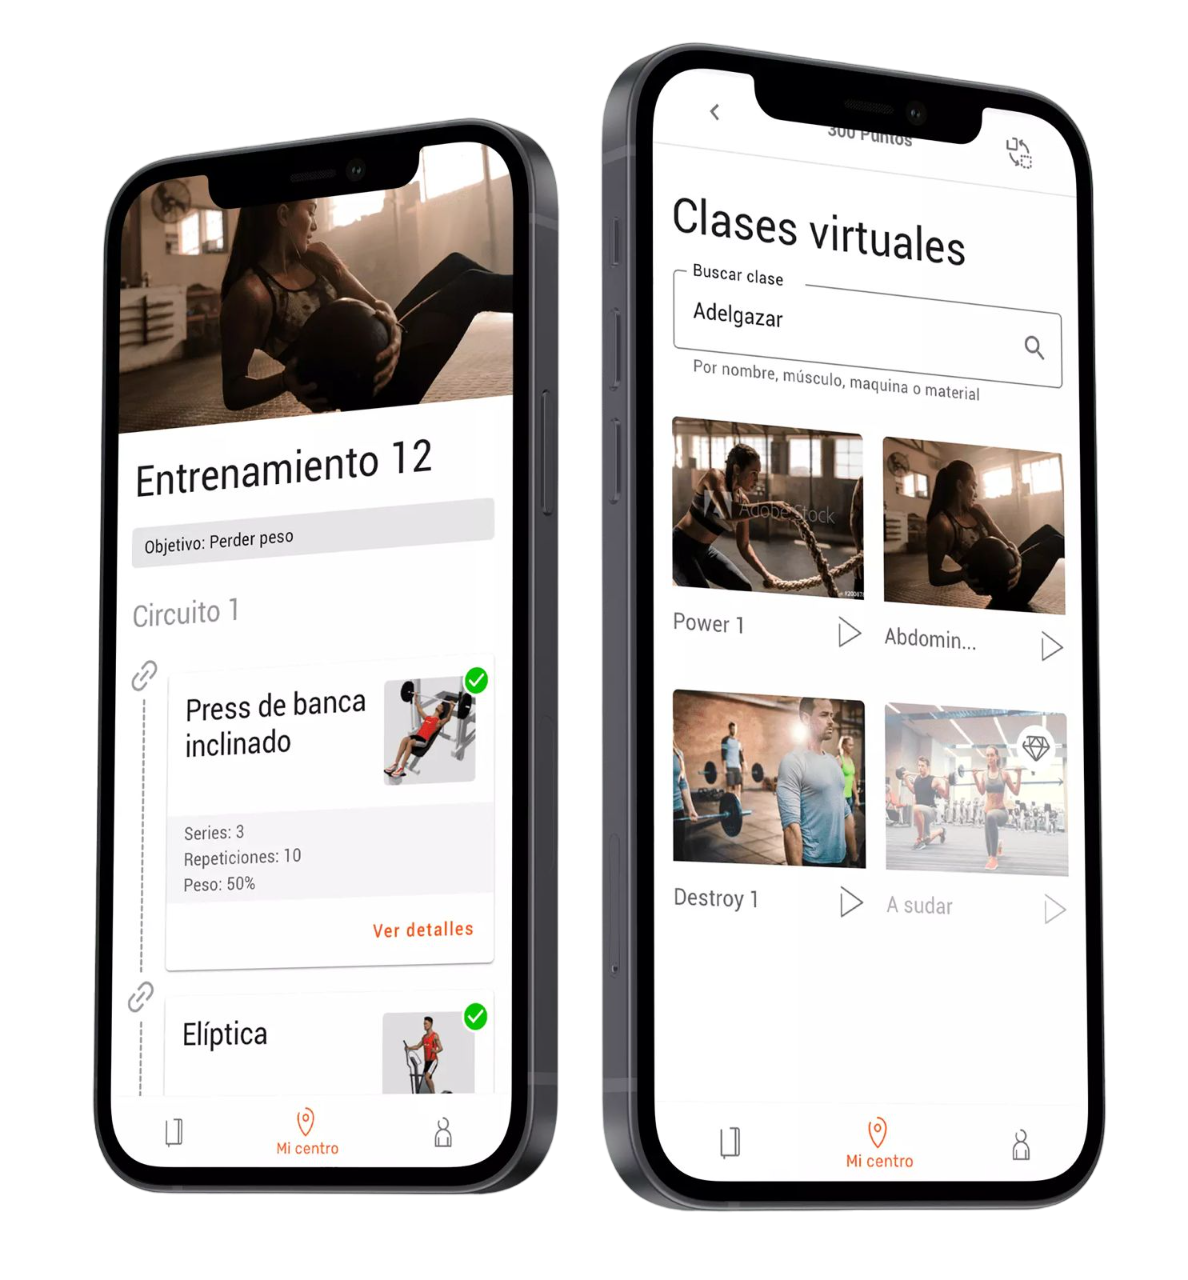 Entrenamiento 12
Objetivo: Perder peso
Circuito 1
Press de banca
inclinado
Series: 3
Repeticiones: 10
Peso: 50%
Ver detalles
Elíptica
Mi centro
300 Puntos
Clases virtuales
Buscar clase
Adelgazar
Por nombre, músculo, maquina o material
Adobe Stock
Power 1
Abdomin...
Destroy 1
A sudar
Mi centro